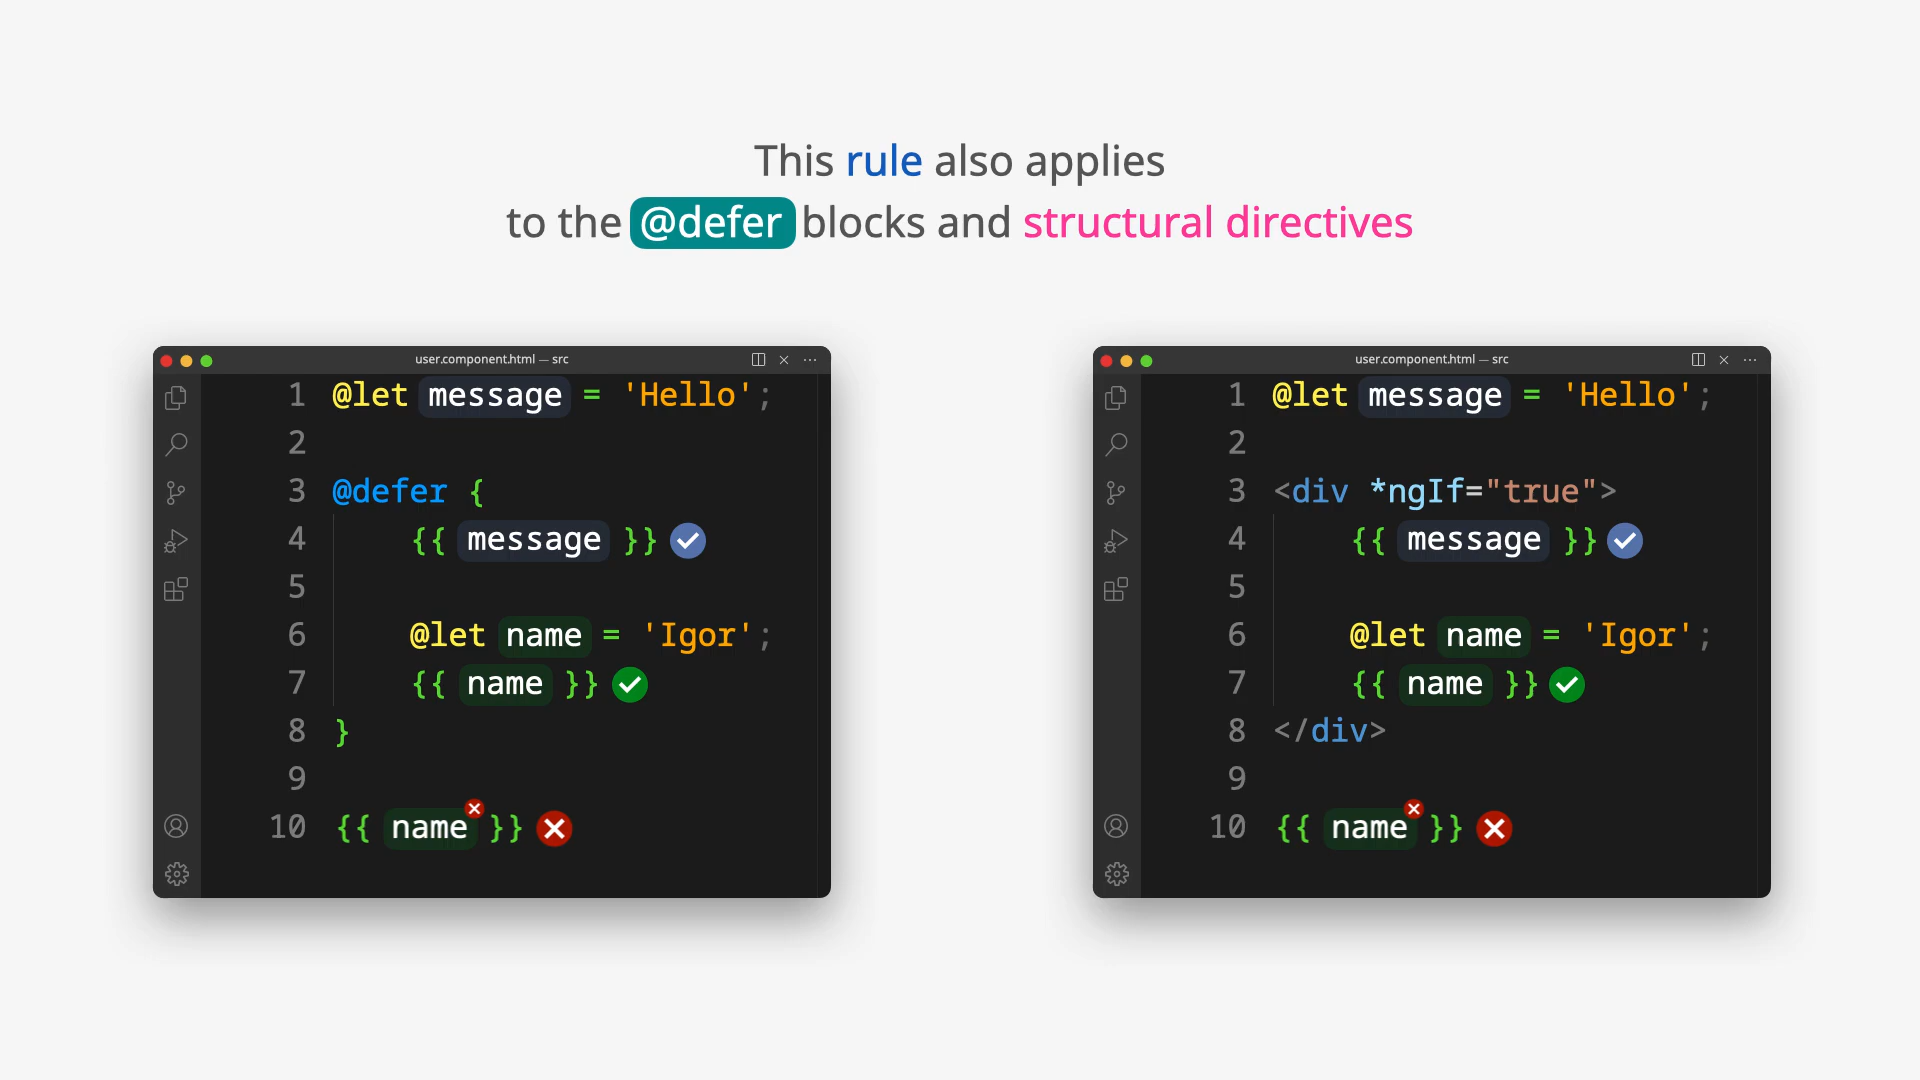 This rule also applies
to the @defer blocks and structural directives
user.component.html — src
1 @let message = 'Hello';
2
3 @defer {
4 {{ message }}
5
6 @let name = 'Igor';
7 {{ name }}
8 }
9
10 {{ name }}
user.component.html — src
1 @let message = 'Hello';
2
3 <div *ngIf="true">
4 {{ message }}
5
6 @let name = 'Igor';
7 {{ name }}
8 </div>
9
10 {{ name }}